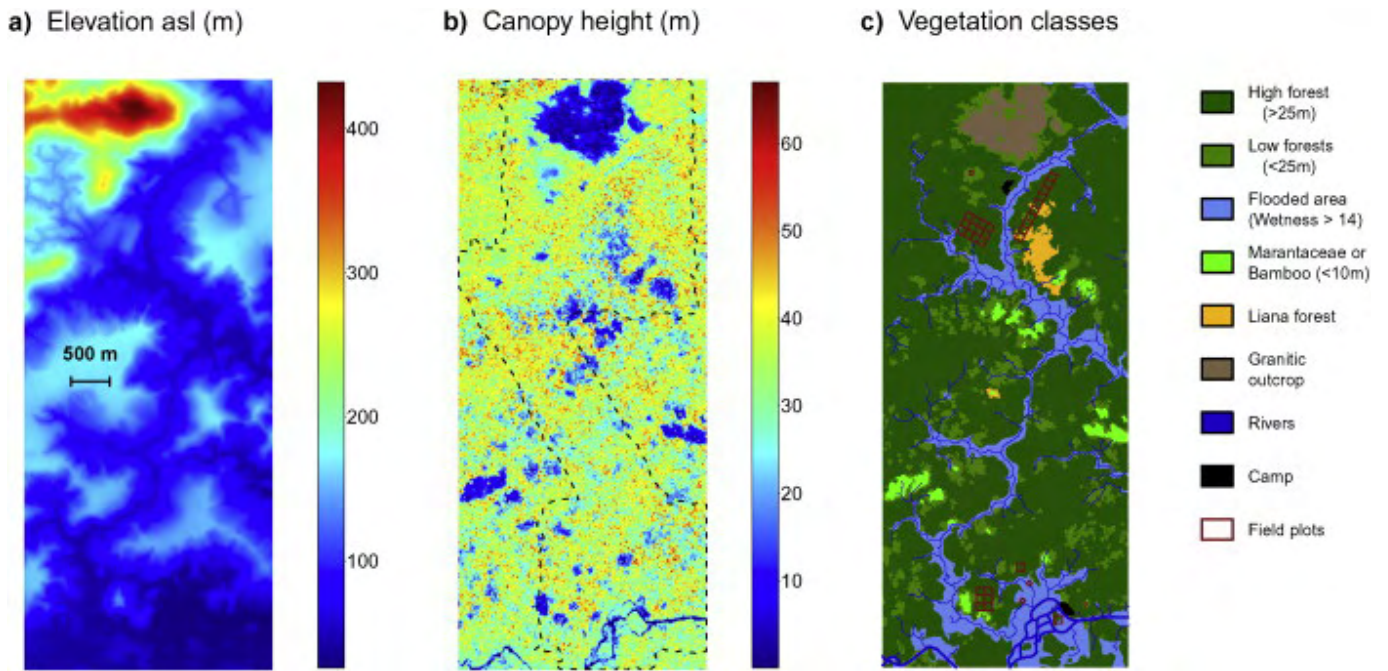 a) Elevation asl (m)
b) Canopy height (m)
c) Vegetation classes
500 m
400
300
200
100
60
50
40
30
20
10
High forest
(>25m)
Low forests
(<25m)
Flooded area
(Wetness > 14)
Marantaceae or
Bamboo (<10m)
Liana forest
Granitic
outcrop
Rivers
Camp
Field plots